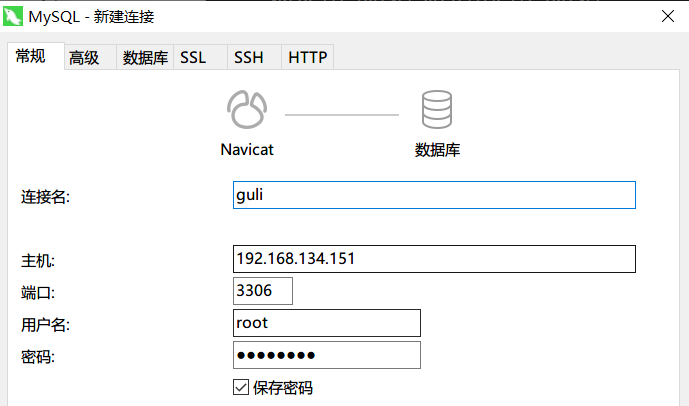 MySQL - 新建连接
常规 高级 数据库 SSL SSH HTTP
Navicat 数据库
连接名: guli
主机: 192.168.134.151
端口: 3306
用户名: root
密码: ●●●●●●●●
保存密码